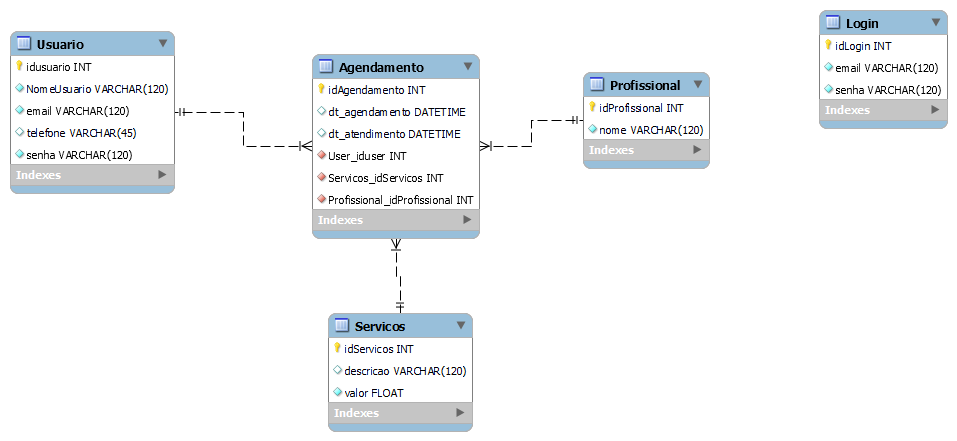 Usuario
idusuario INT
NomeUsuario VARCHAR(120)
email VARCHAR(120)
telefone VARCHAR(45)
senha VARCHAR(120)
Indexes
Agendamento
idAgendamento INT
dt_agendamento DATETIME
dt_atendimento DATETIME
User_iduser INT
Servicos_idServicos INT
Profissional_idProfissional INT
Indexes
Profissional
idProfissional INT
nome VARCHAR(120)
Indexes
Login
idLogin INT
email VARCHAR(120)
senha VARCHAR(120)
Indexes
Servicos
idServicos INT
descricao VARCHAR(120)
valor FLOAT
Indexes